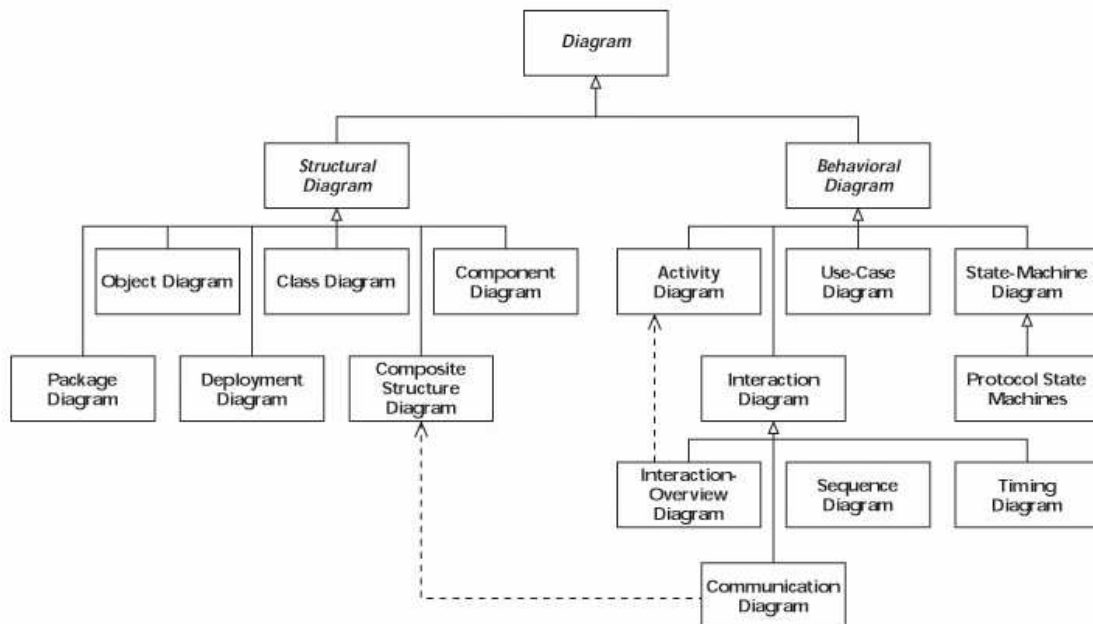 Diagram
Structural
Diagram
Behavioral
Diagram
Object Diagram
Class Diagram
Component
Diagram
Activity
Diagram
Use-Case
Diagram
State-Machine
Diagram
Package
Diagram
Deployment
Diagram
Composite
Structure
Diagram
Interaction
Diagram
Protocol State
Machines
Interaction-
Overview
Diagram
Sequence
Diagram
Timing
Diagram
Communication
Diagram